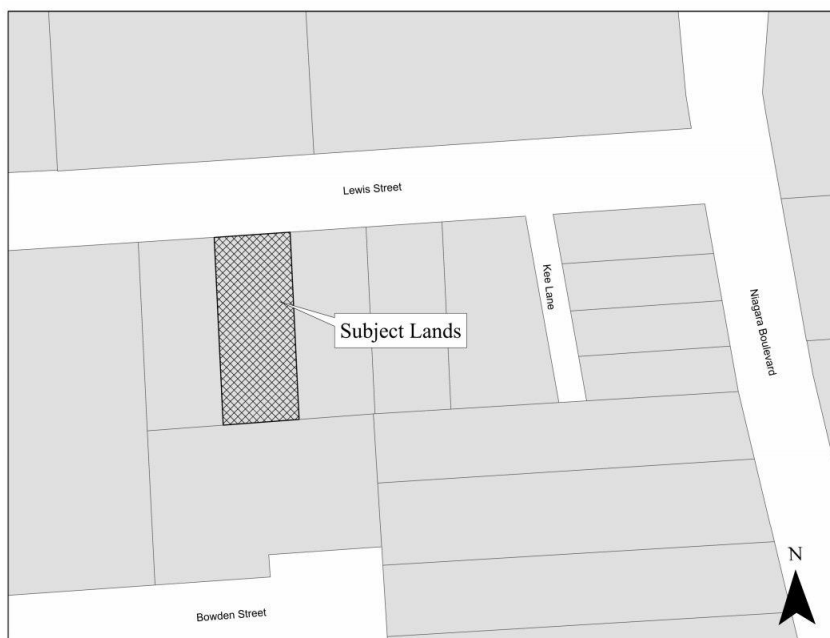 Lewis Street
Kee Lane
Niagara Boulevard
Subject Lands
N
Bowden Street